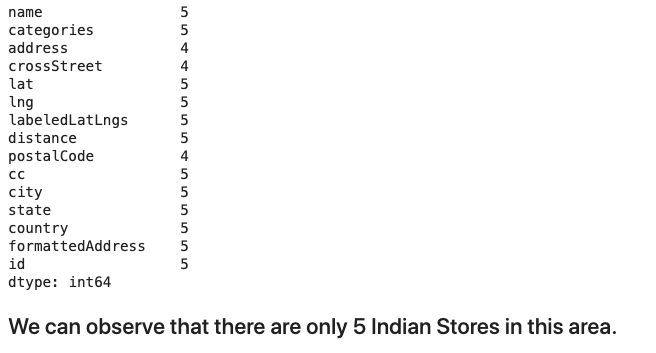 name 5
categories 5
address 4
crossStreet 4
lat 5
lng 5
labeledLatLngs 5
distance 5
postalCode 4
cc 5
city 5
state 5
country 5
formattedAddress 5
id 5
dtype: int64
We can observe that there are only 5 Indian Stores in this area.